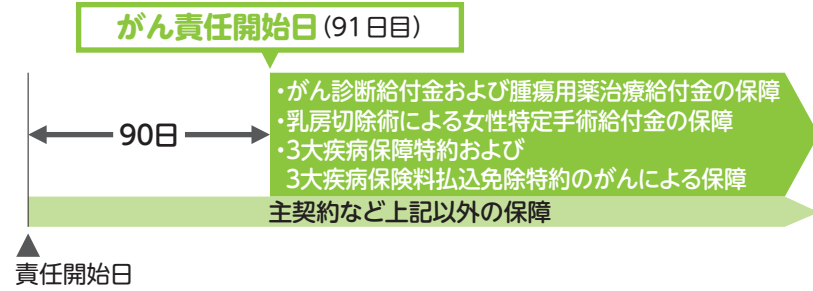 がん責任開始日(91日目)
・がん診断給付金および腫瘍用薬治療給付金の保障
・乳房切除術による女性特定手術給付金の保障
・3大疾病保障特約および
3大疾病保険料払込免除特約のがんによる保障
90日
主契約など上記以外の保障
責任開始日